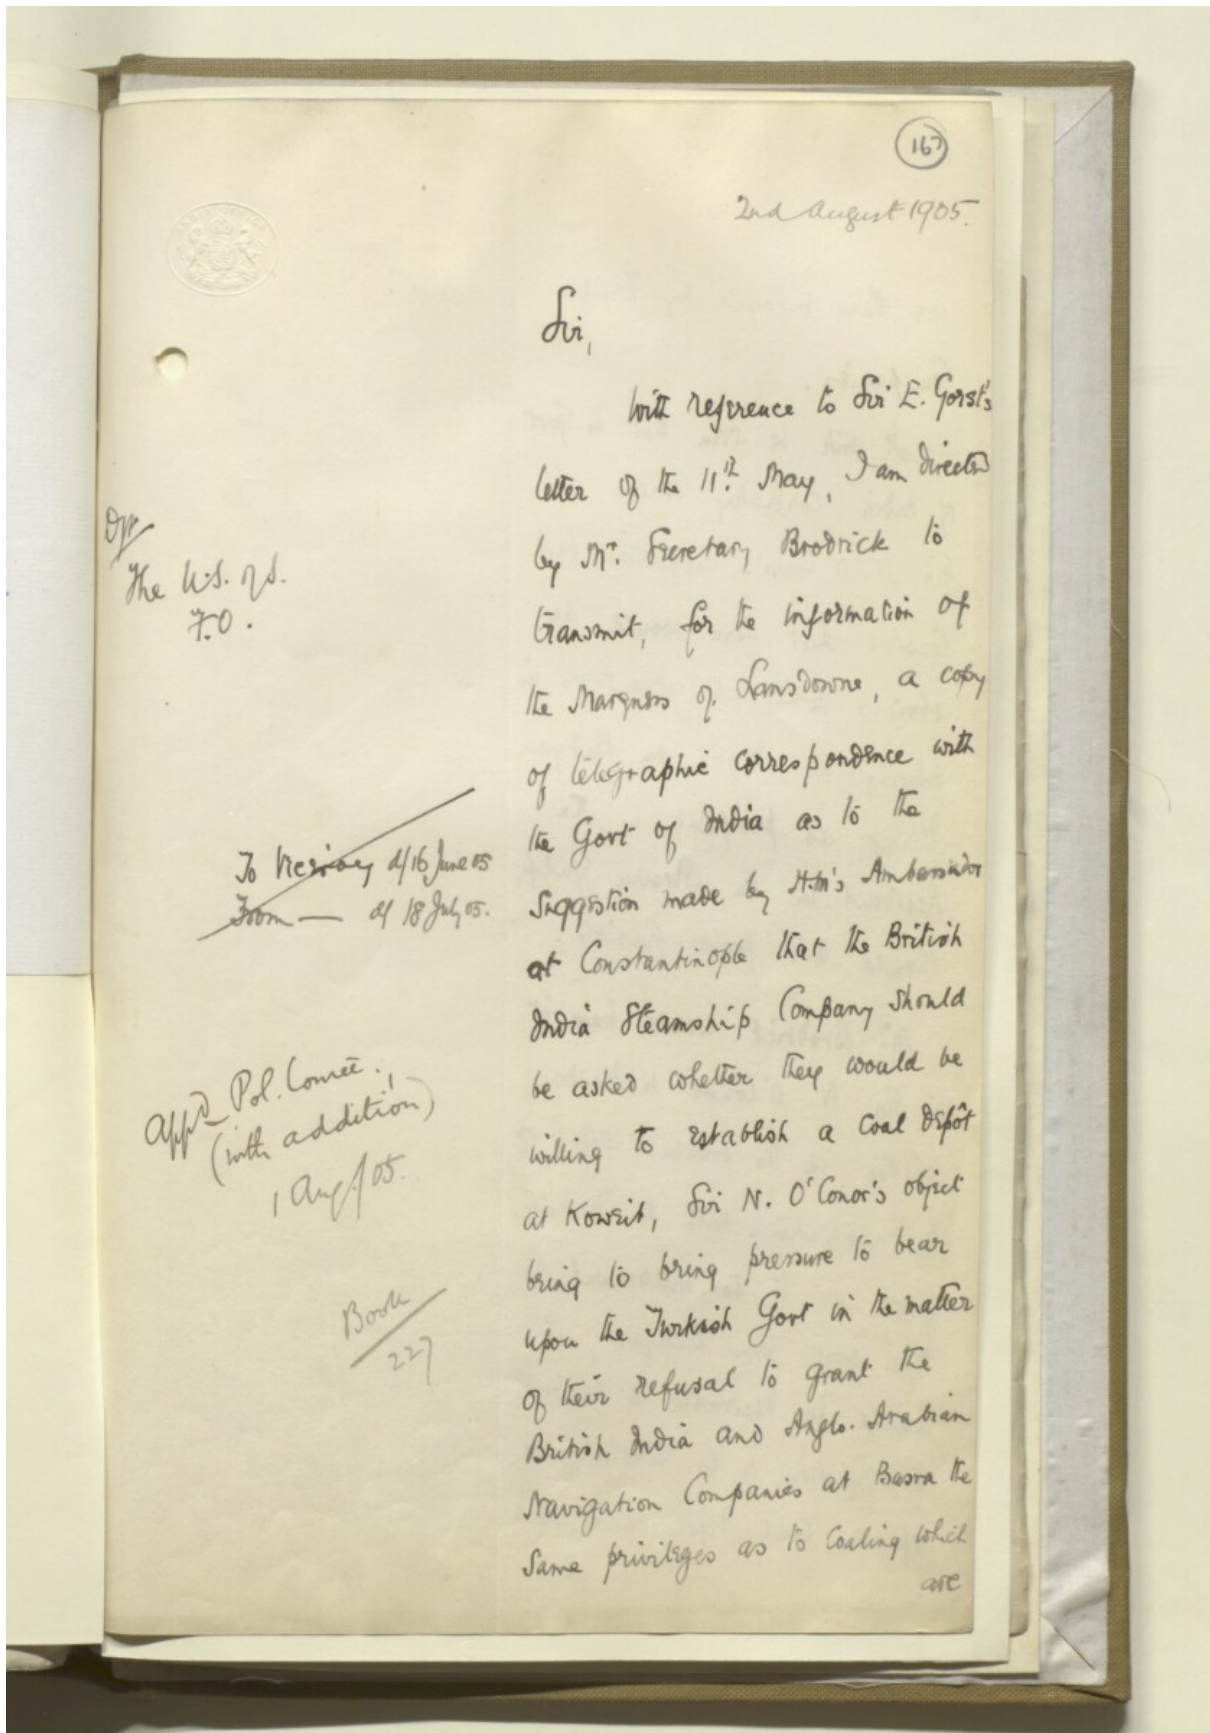 167
2nd August 1905.
Sir,
With reference to Sir E. Gorst's
letter of the 11th May, I am directed
by Mr. Secretary Brodrick to
transmit, for the information of
the Marquess of Lansdowne, a copy
of telegraphic correspondence with
the Govt of India as to the
suggestion made by H.M's Ambassador
at Constantinople that the British
India Steamship Company should
be asked whether they would be
willing to establish a coal depôt
at Koweit, Sir N. O'Conor's object
being to bring pressure to bear
upon the Turkish Govt in the matter
of their refusal to grant the
British India and Anglo-Arabian
Navigation Companies at Basra the
same privileges as to coaling which
are
Dft
The U.S. of S.
F.O.
To Viceroy d/16 June 05
From — d/ 18 July 05.
Appd Pol. Comee.,
(with addition)
1 Aug./05.
Book
227